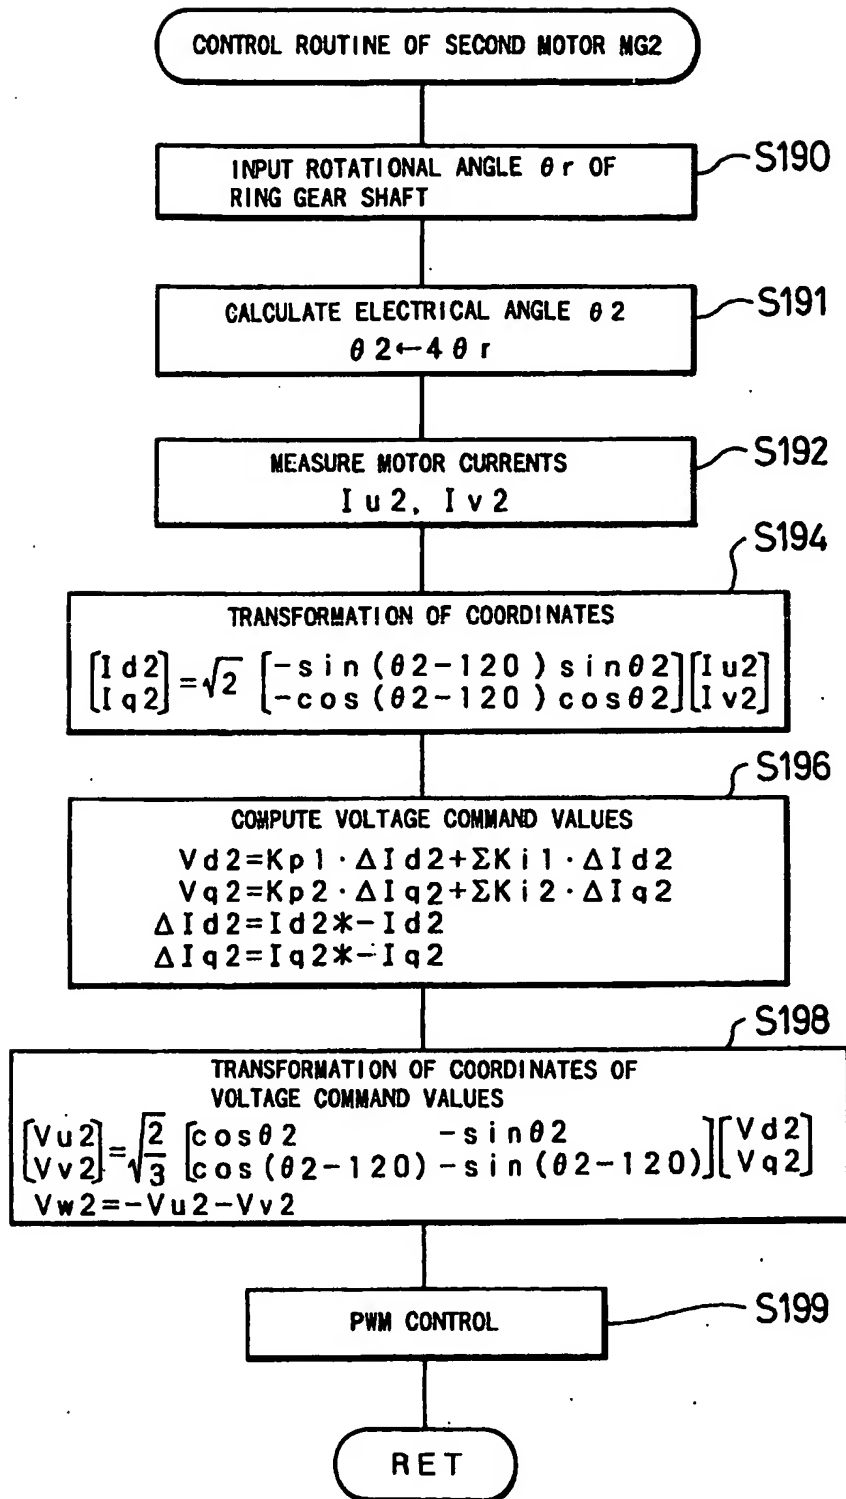 CONTROL ROUTINE OF SECOND MOTOR MG2
INPUT ROTATIONAL ANGLE θr OF
RING GEAR SHAFT
S190
CALCULATE ELECTRICAL ANGLE θ2
θ2←4θr
S191
MEASURE MOTOR CURRENTS
Iu2, Iv2
S192
S194
TRANSFORMATION OF COORDINATES
[Id2] = √2 [-sin(θ2-120) sinθ2] [Iu2]
[Iq2] [-cos(θ2-120) cosθ2] [Iv2]
S196
COMPUTE VOLTAGE COMMAND VALUES
Vd2=Kp1·ΔId2+ΣKi1·ΔId2
Vq2=Kp2·ΔIq2+ΣKi2·ΔIq2
ΔId2=Id2*-Id2
ΔIq2=Iq2*-Iq2
S198
TRANSFORMATION OF COORDINATES OF
VOLTAGE COMMAND VALUES
[Vu2] = √2/3 [cosθ2 -sinθ2] [Vd2]
[Vv2] [cos(θ2-120) -sin(θ2-120)] [Vq2]
Vw2=-Vu2-Vv2
PWM CONTROL
S199
RET